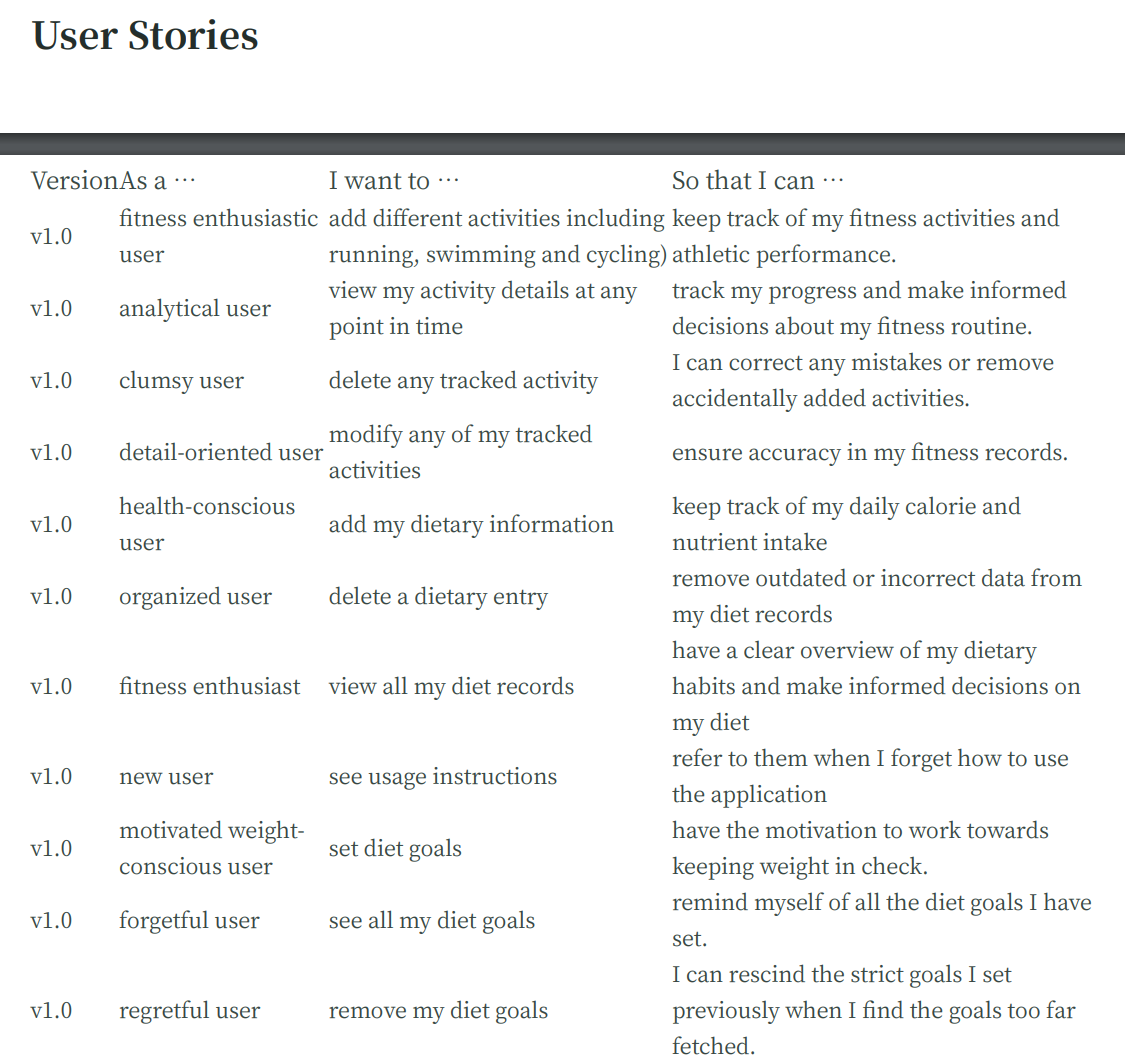 User Stories
VersionAs a ⋯ I want to ⋯ So that I can ⋯
v1.0 fitness enthusiastic user add different activities including running, swimming and cycling) keep track of my fitness activities and athletic performance.
v1.0 analytical user view my activity details at any point in time track my progress and make informed decisions about my fitness routine.
v1.0 clumsy user delete any tracked activity I can correct any mistakes or remove accidentally added activities.
v1.0 detail-oriented user modify any of my tracked activities ensure accuracy in my fitness records.
v1.0 health-conscious user add my dietary information keep track of my daily calorie and nutrient intake
v1.0 organized user delete a dietary entry remove outdated or incorrect data from my diet records
v1.0 fitness enthusiast view all my diet records have a clear overview of my dietary habits and make informed decisions on my diet
v1.0 new user see usage instructions refer to them when I forget how to use the application
v1.0 motivated weight-conscious user set diet goals have the motivation to work towards keeping weight in check.
v1.0 forgetful user see all my diet goals remind myself of all the diet goals I have set.
v1.0 regretful user remove my diet goals I can rescind the strict goals I set previously when I find the goals too far fetched.